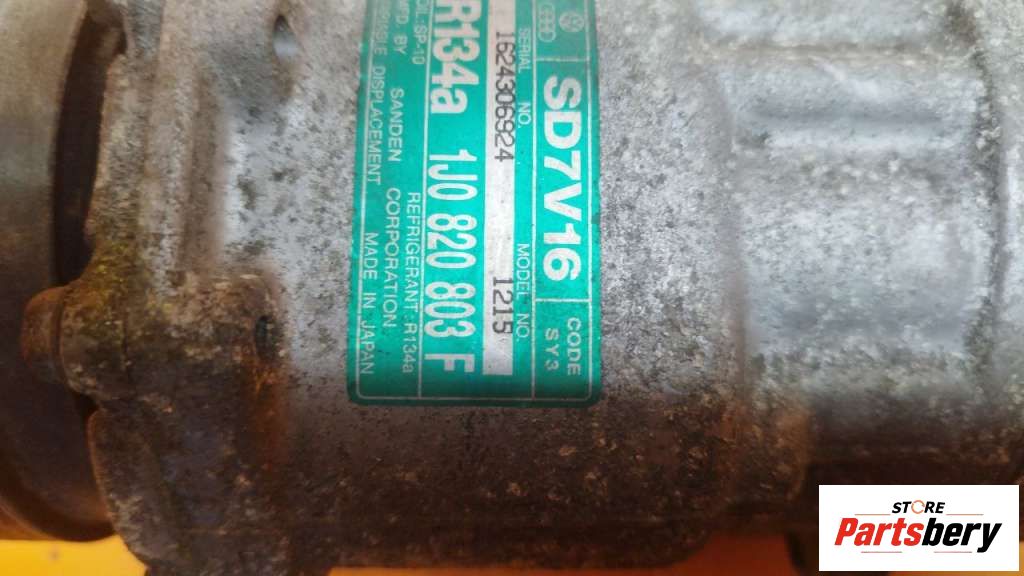 SD7V16 CODE SY3
SERIAL NO. MODEL NO.
16243069824 1215
R134a 1J0 820 803 F
REFRIGERANT : R134a
OIL : SP-10
MFD. BY SANDEN CORPORATION
DISPLACEMENT MADE IN JAPAN
STORE
Partsbery